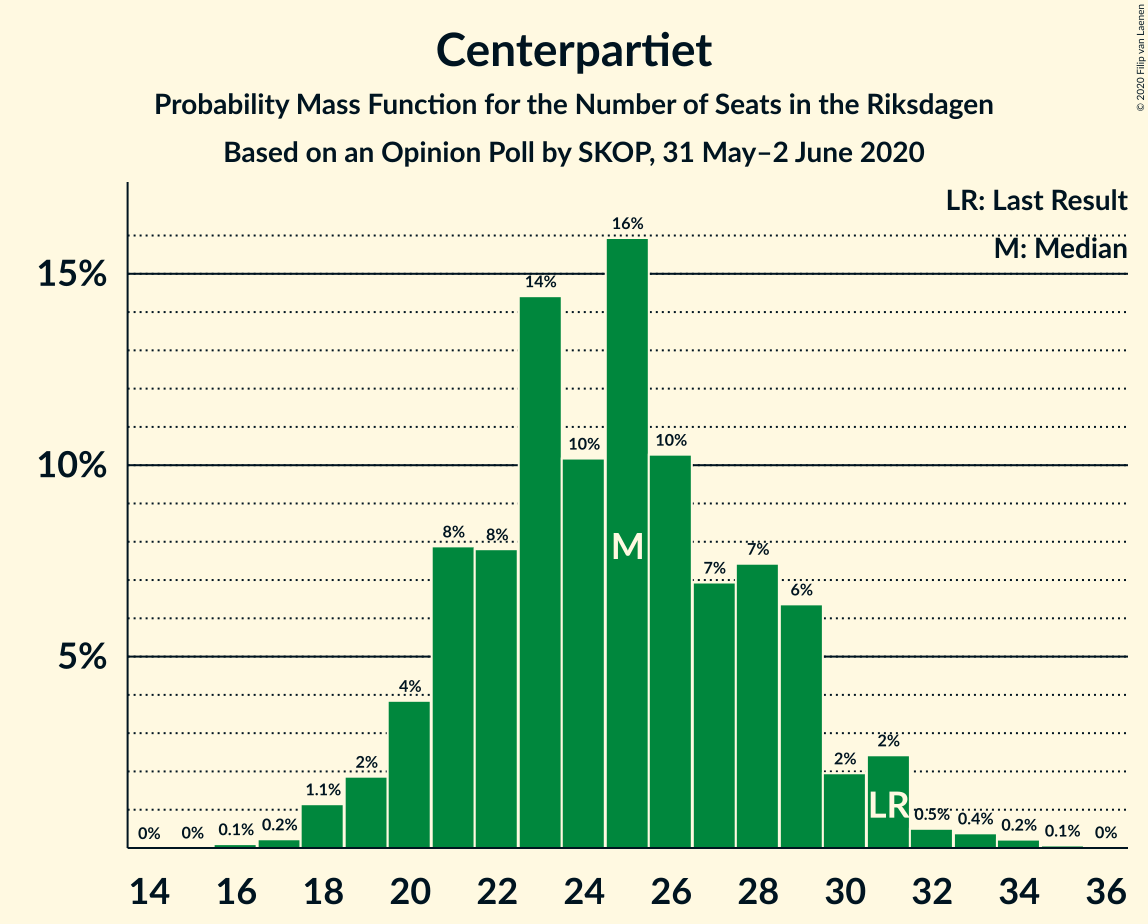 Centerpartiet
Probability Mass Function for the Number of Seats in the Riksdagen
Based on an Opinion Poll by SKOP, 31 May–2 June 2020
© 2020 Filip van Laenen
LR: Last Result
M: Median
15%
10%
5%
0%
0%
0.1%
0.2%
1.1%
2%
4%
8%
8%
14%
10%
16%
10%
7%
7%
6%
2%
2%
0.5%
0.4%
0.2%
0.1%
0%
M
LR
14 16 18 20 22 24 26 28 30 32 34 36